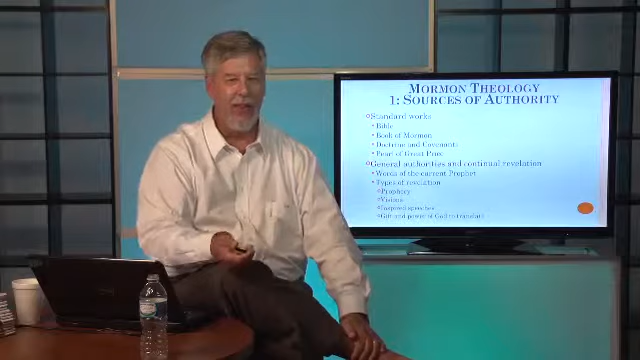 Mormon Theology
1: Sources of Authority
Standard works
Bible
Book of Mormon
Doctrine and Covenants
Pearl of Great Price
General authorities and continual revelation
Words of the current Prophet
Types of revelation
Prophecy
Visions
Inspired speeches
Gift and power of God to translate